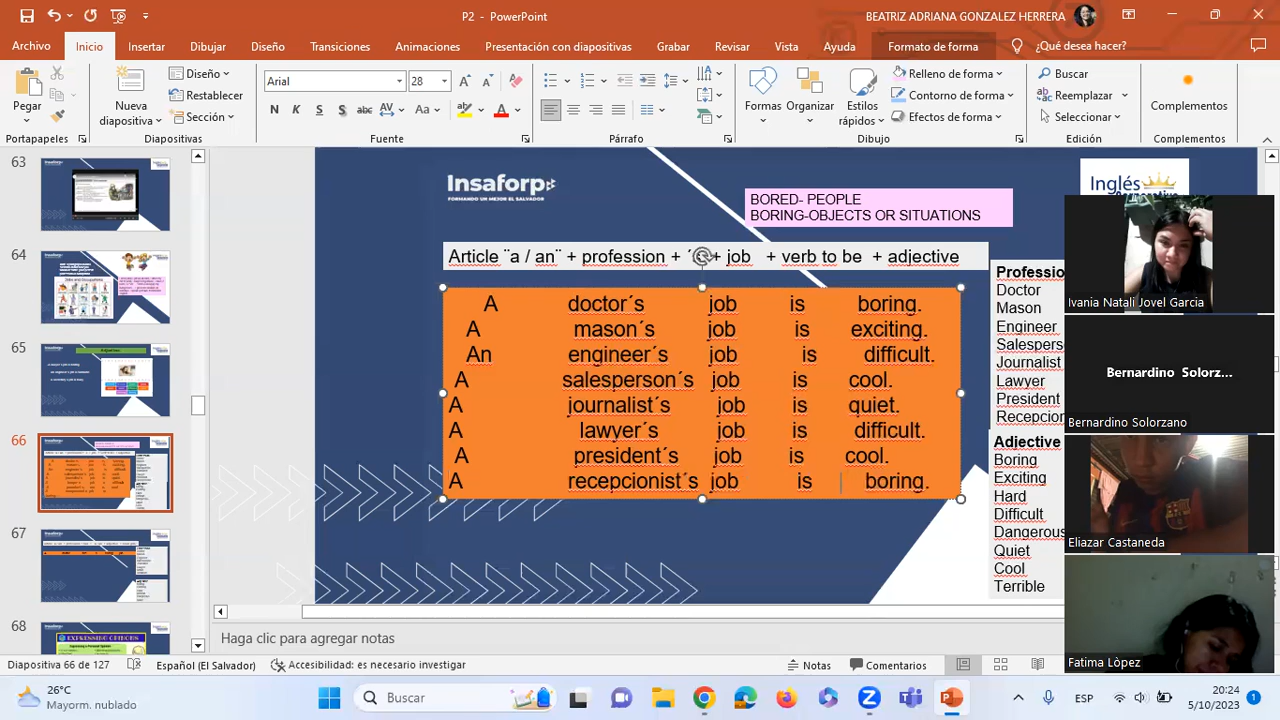 P2 - PowerPoint
BEATRIZ ADRIANA GONZALEZ HERRERA
Archivo Inicio Insertar Dibujar Diseño Transiciones Animaciones Presentación con diapositivas Grabar Revisar Vista Ayuda Formato de forma ¿Qué desea hacer?
Pegar
Nueva diapositiva
Diseño
Restablecer
Sección
Arial 28
N K S S abc AV Aa A
Formas Organizar Estilos rápidos
Relleno de forma
Contorno de forma
Efectos de forma
Buscar
Reemplazar
Seleccionar
Complementos
Portapapeles Diapositivas Fuente Párrafo Dibujo Edición Complementos
63
64
65
66
67
68
Insaforp
FORMANDO UN MEJOR EL SALVADOR
BORED- PEOPLE
BORING-OBJECTS OR SITUATIONS
Inglés
Article ¨a / an¨ + profession + ´ + job + verb to be + adjective
A doctor´s job is boring.
A mason´s job is exciting.
An engineer´s job is difficult.
A salesperson´s job is cool.
A journalist´s job is quiet.
A lawyer´s job is difficult.
A president´s job is cool.
A recepcionist´s job is boring.
Professio
Doctor
Mason
Engineer
Salesperso
Journalist
Lawyer
President
Recepcion
Adjective
Boring
Exciting
Hard
Difficult
Dangerous
Quiet
Cool
Terrible
Ivania Natali Jovel Garcia
Bernardino Solorz...
Bernardino Solorzano
Eliazar Castaneda
Fatima Lòpez
Haga clic para agregar notas
Diapositiva 66 de 127 Español (El Salvador) Accesibilidad: es necesario investigar Notas Comentarios
26°C
Mayorm. nublado
Buscar
ESP
20:24
5/10/2023